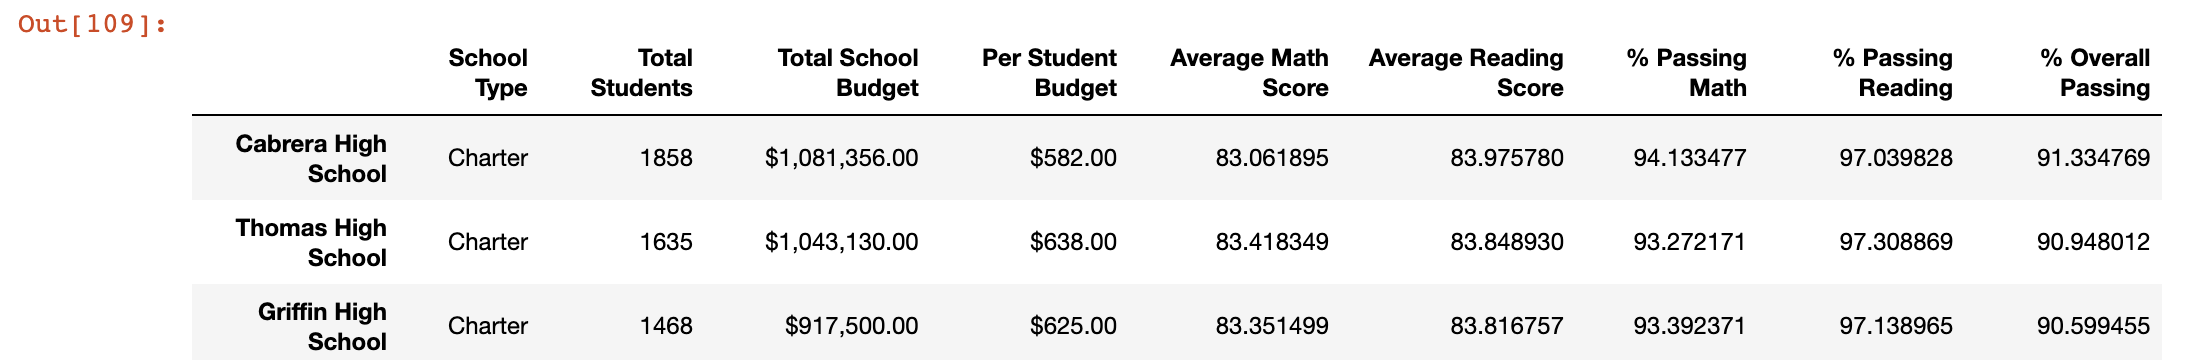 Out[109]:
School Type Total Students Total School Budget Per Student Budget Average Math Score Average Reading Score % Passing Math % Passing Reading % Overall Passing
Cabrera High School Charter 1858 $1,081,356.00 $582.00 83.061895 83.975780 94.133477 97.039828 91.334769
Thomas High School Charter 1635 $1,043,130.00 $638.00 83.418349 83.848930 93.272171 97.308869 90.948012
Griffin High School Charter 1468 $917,500.00 $625.00 83.351499 83.816757 93.392371 97.138965 90.599455